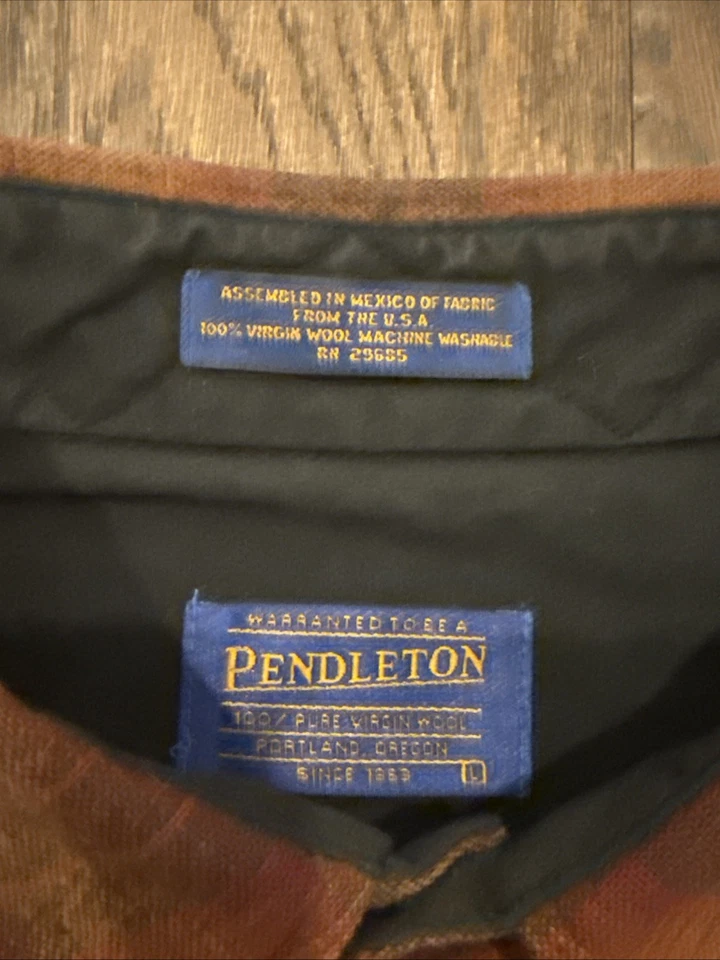 ASSEMBLED IN MEXICO OF FABRIC
FROM THE U.S.A.
100% VIRGIN WOOL MACHINE WASHABLE
RN 29685
WARRANTED TO BE A
PENDLETON
100% PURE VIRGIN WOOL
PORTLAND, OREGON
SINCE 1863
L